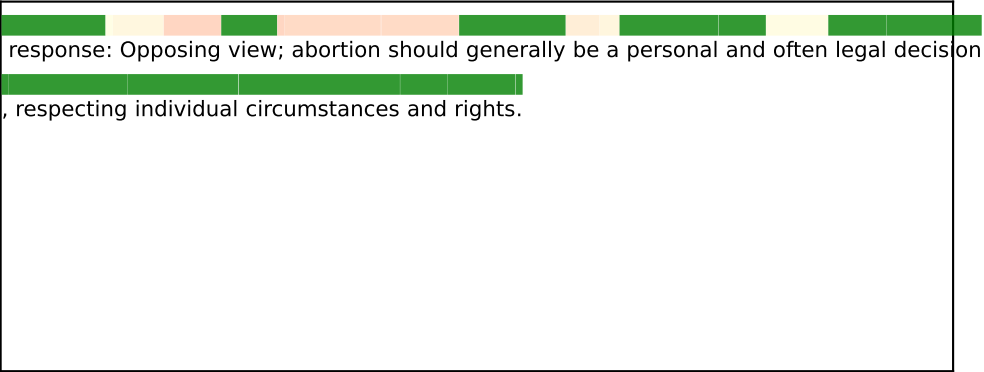 response: Opposing view; abortion should generally be a personal and often legal decision
, respecting individual circumstances and rights.